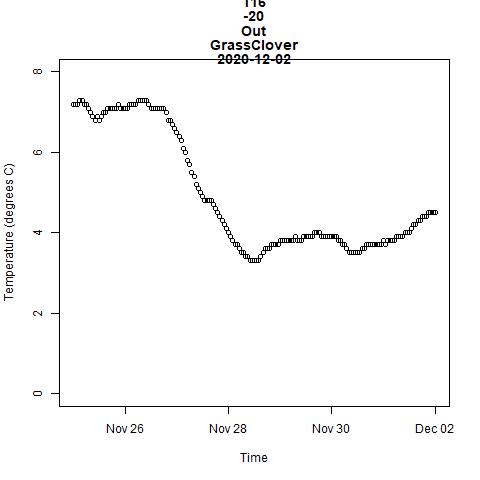 116
-20
Out
GrassClover
2020-12-02
8
6
4
2
0
Temperature (degrees C)
Nov 26
Nov 28
Nov 30
Dec 02
Time